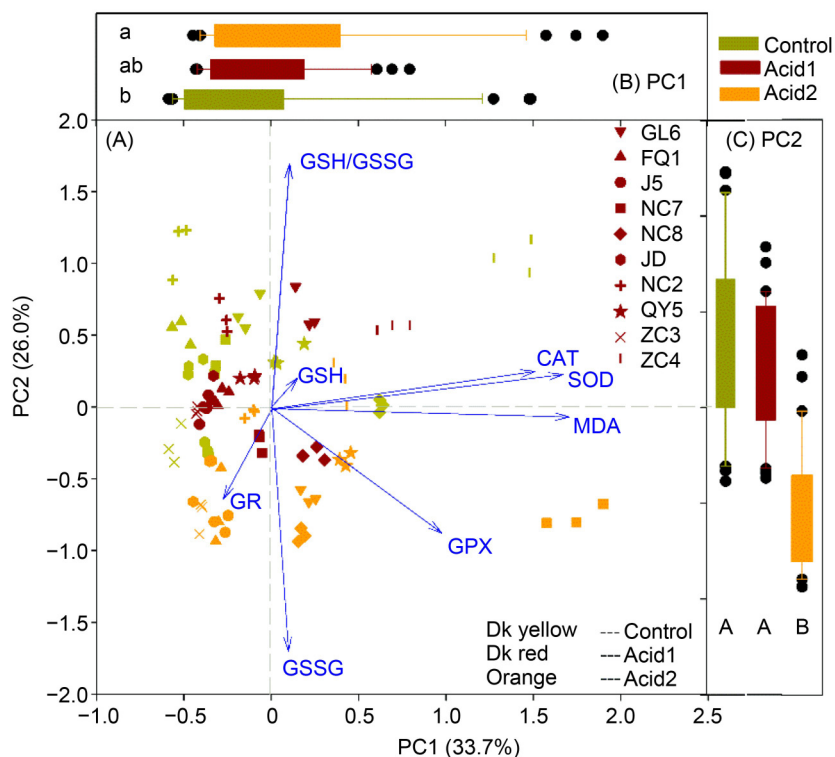 a
ab
b
(B) PC1
Control
Acid1
Acid2
(A)
(C) PC2
GL6
FQ1
J5
NC7
NC8
JD
NC2
QY5
ZC3
ZC4
GSH/GSSG
GSH
CAT
SOD
MDA
GR
GPX
GSSG
2.0
1.5
1.0
0.5
0
−0.5
−1.0
−1.5
−2.0
PC2 (26.0%)
Dk yellow Control
Dk red Acid1
Orange Acid2
A A B
−1.0 −0.5 0 0.5 1.0 1.5 2.0 2.5
PC1 (33.7%)